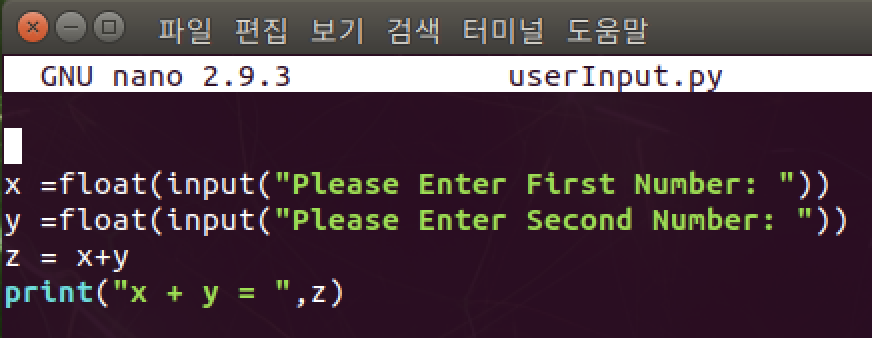 파일 편집 보기 검색 터미널 도움말
GNU nano 2.9.3 userInput.py
x =float(input("Please Enter First Number: "))
y =float(input("Please Enter Second Number: "))
z = x+y
print("x + y = ",z)